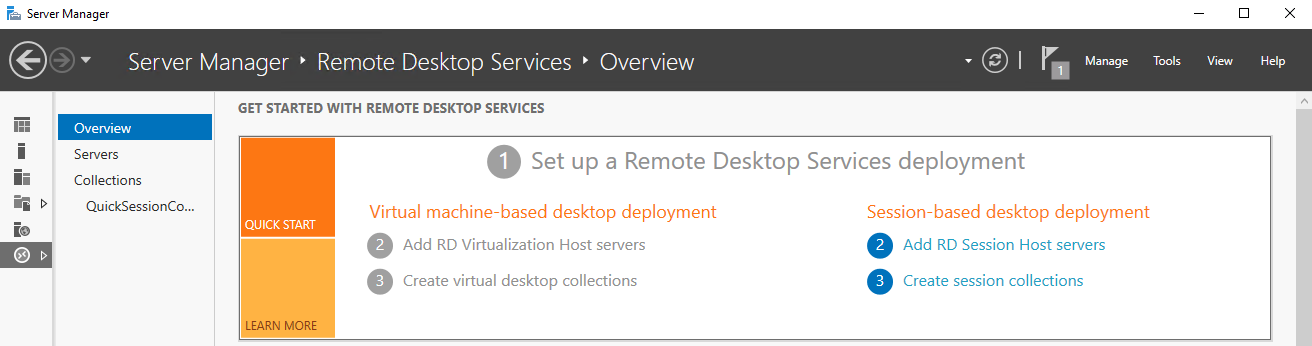 Server Manager
Server Manager ‣ Remote Desktop Services ‣ Overview
1 Manage Tools View Help
Overview
Servers
Collections
QuickSessionCo...
GET STARTED WITH REMOTE DESKTOP SERVICES
QUICK START
LEARN MORE
1 Set up a Remote Desktop Services deployment
Virtual machine-based desktop deployment
2 Add RD Virtualization Host servers
3 Create virtual desktop collections
Session-based desktop deployment
2 Add RD Session Host servers
3 Create session collections